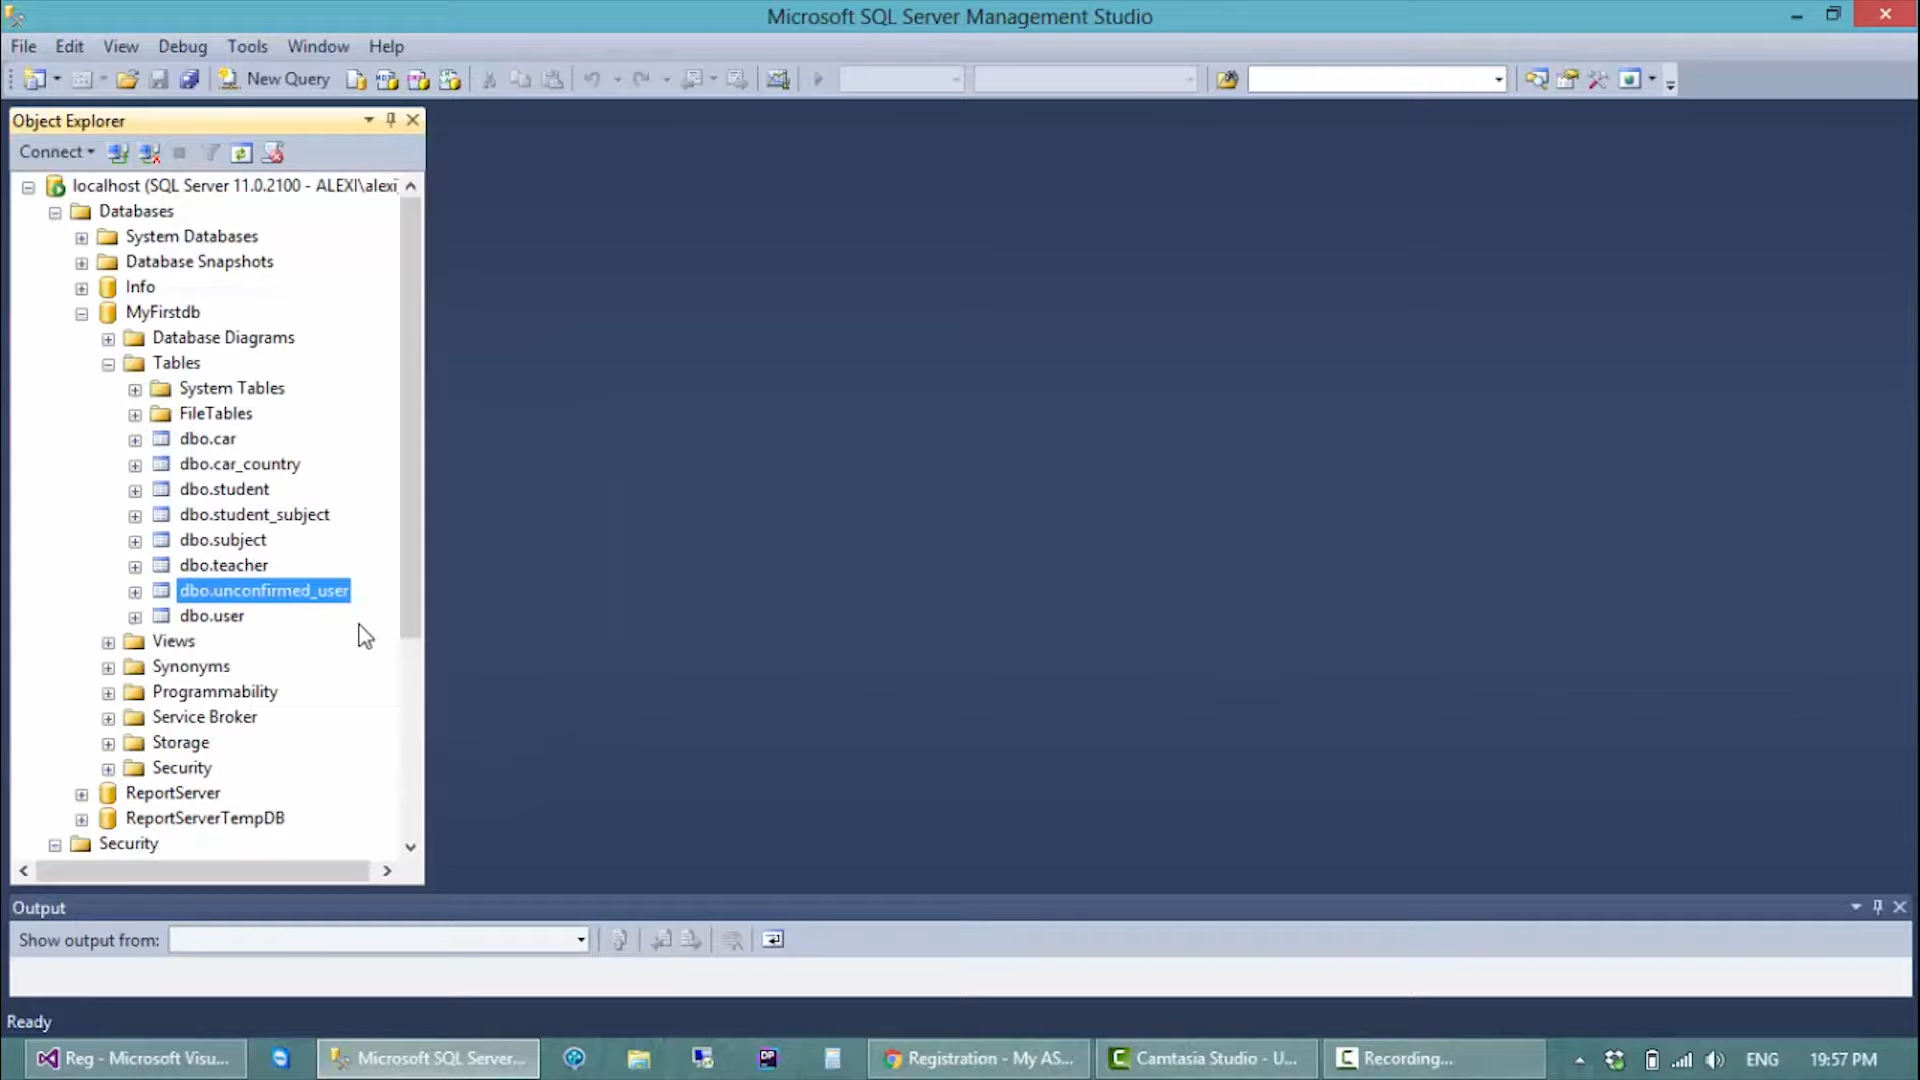 Microsoft SQL Server Management Studio
File Edit View Debug Tools Window Help
New Query
Object Explorer
Connect
localhost (SQL Server 11.0.2100 - ALEXI\alexi
Databases
System Databases
Database Snapshots
Info
MyFirstdb
Database Diagrams
Tables
System Tables
FileTables
dbo.car
dbo.car_country
dbo.student
dbo.student_subject
dbo.subject
dbo.teacher
dbo.unconfirmed_user
dbo.user
Views
Synonyms
Programmability
Service Broker
Storage
Security
ReportServer
ReportServerTempDB
Security
Output
Show output from:
Ready
Reg - Microsoft Visu... Microsoft SQL Server... DP Registration - My AS... Camtasia Studio - U... Recording... ENG 19:57 PM